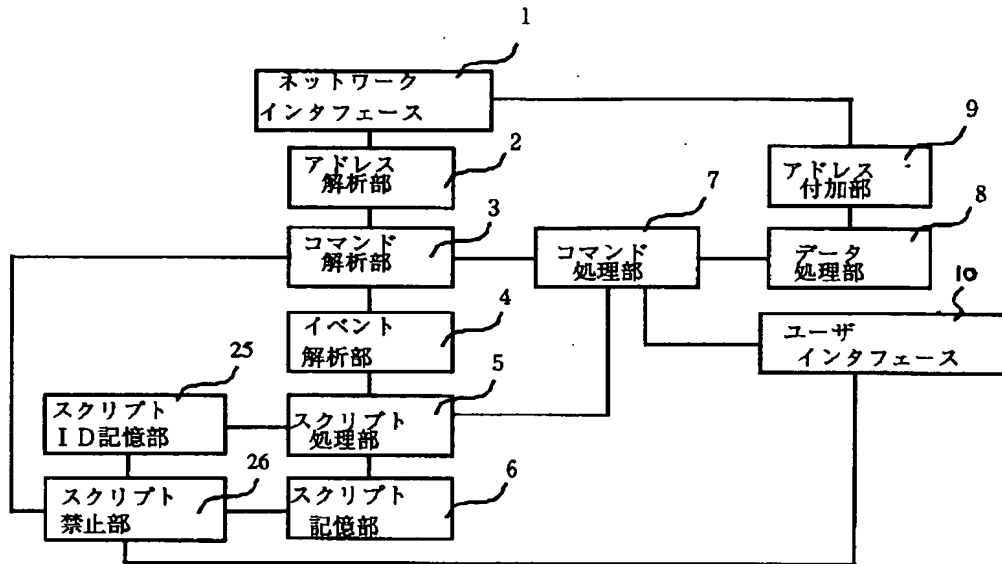 1
ネットワーク
インタフェース
9
2
アドレス
解析部
アドレス
付加部
7
3
8
コマンド
解析部
コマンド
処理部
データ
処理部
10
4
イベント
解析部
ユーザ
インタフェース
25
5
スクリプト
ID記憶部
スクリプト
処理部
26
6
スクリプト
禁止部
スクリプト
記憶部